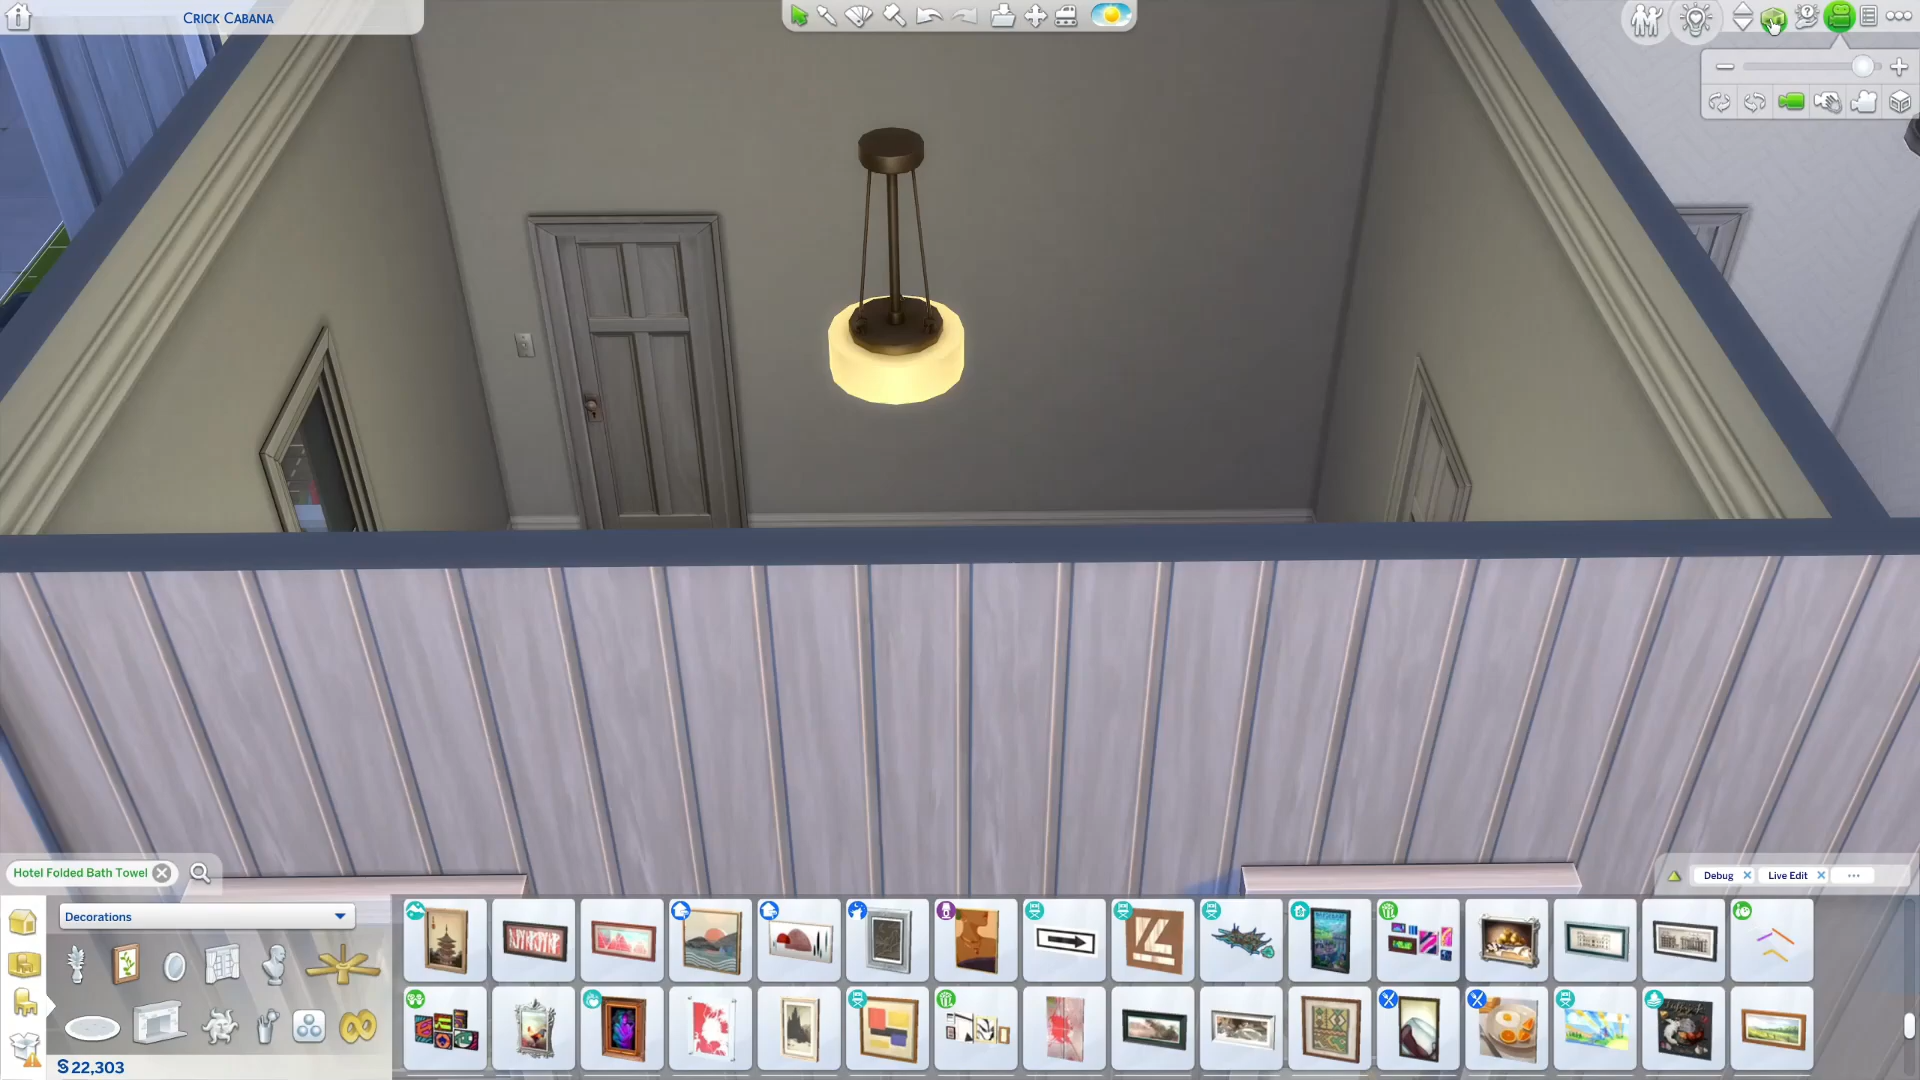 Crick Cabana
Hotel Folded Bath Towel
Debug
Live Edit
Decorations
§22,303